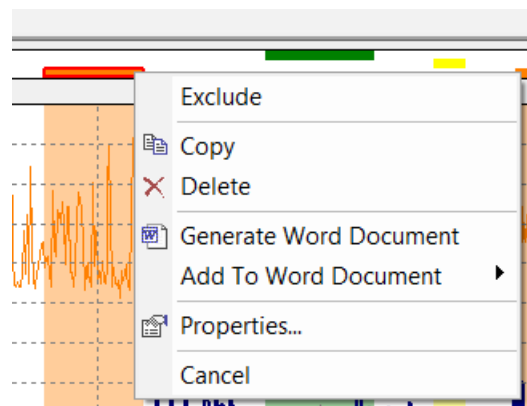 Exclude
Copy
Delete
Generate Word Document
Add To Word Document
Properties...
Cancel